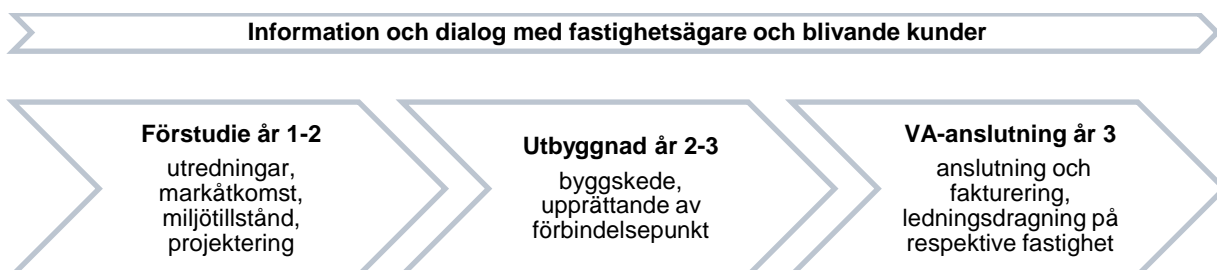 Information och dialog med fastighetsägare och blivande kunder
Förstudie år 1-2
utredningar,
markåtkomst,
miljötillstånd,
projektering
Utbyggnad år 2-3
byggskede,
upprättande av
förbindelsepunkt
VA-anslutning år 3
anslutning och
fakturering,
ledningsdragning på
respektive fastighet